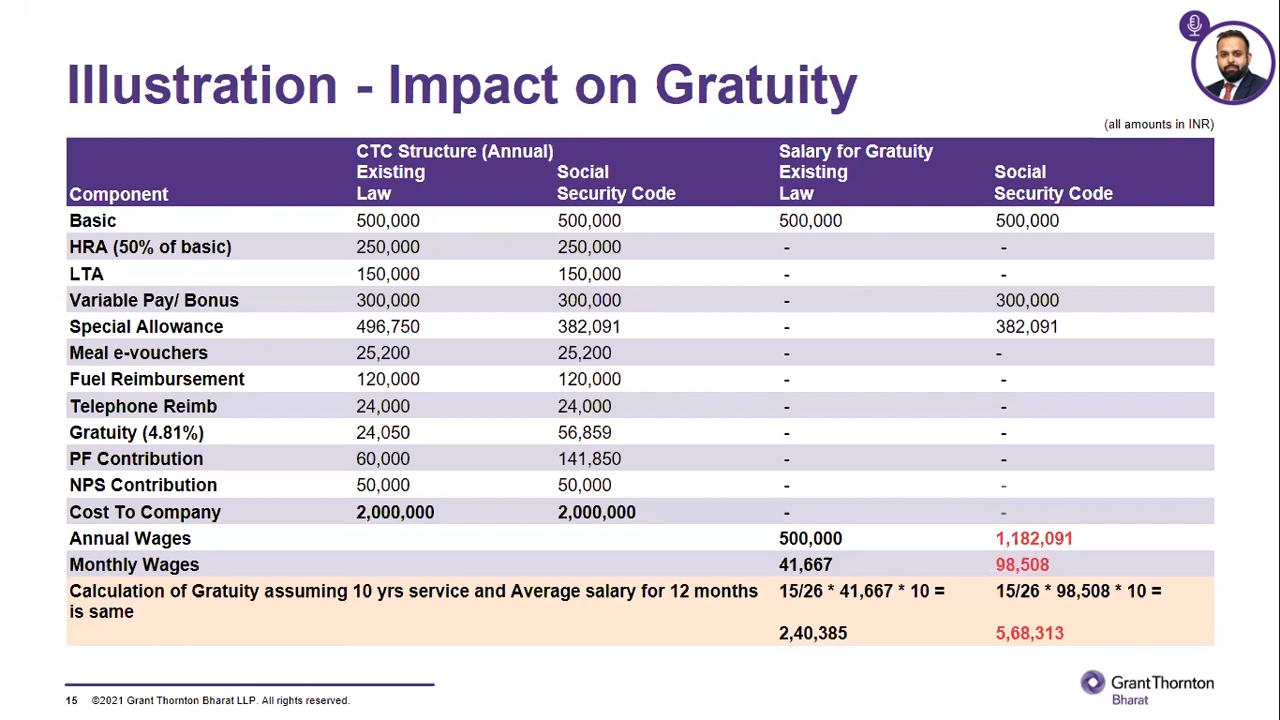 Illustration - Impact on Gratuity
(all amounts in INR)
CTC Structure (Annual) Salary for Gratuity
Existing Social Existing Social
Component Law Security Code Law Security Code
Basic 500,000 500,000 500,000 500,000
HRA (50% of basic) 250,000 250,000 - -
LTA 150,000 150,000 - -
Variable Pay/ Bonus 300,000 300,000 - 300,000
Special Allowance 496,750 382,091 - 382,091
Meal e-vouchers 25,200 25,200 - -
Fuel Reimbursement 120,000 120,000 - -
Telephone Reimb 24,000 24,000 - -
Gratuity (4.81%) 24,050 56,859 - -
PF Contribution 60,000 141,850 - -
NPS Contribution 50,000 50,000 - -
Cost To Company 2,000,000 2,000,000 - -
Annual Wages 500,000 1,182,091
Monthly Wages 41,667 98,508
Calculation of Gratuity assuming 10 yrs service and Average salary for 12 months 15/26 * 41,667 * 10 = 15/26 * 98,508 * 10 =
is same
2,40,385 5,68,313
15 ©2021 Grant Thornton Bharat LLP. All rights reserved.
GrantThornton
Bharat